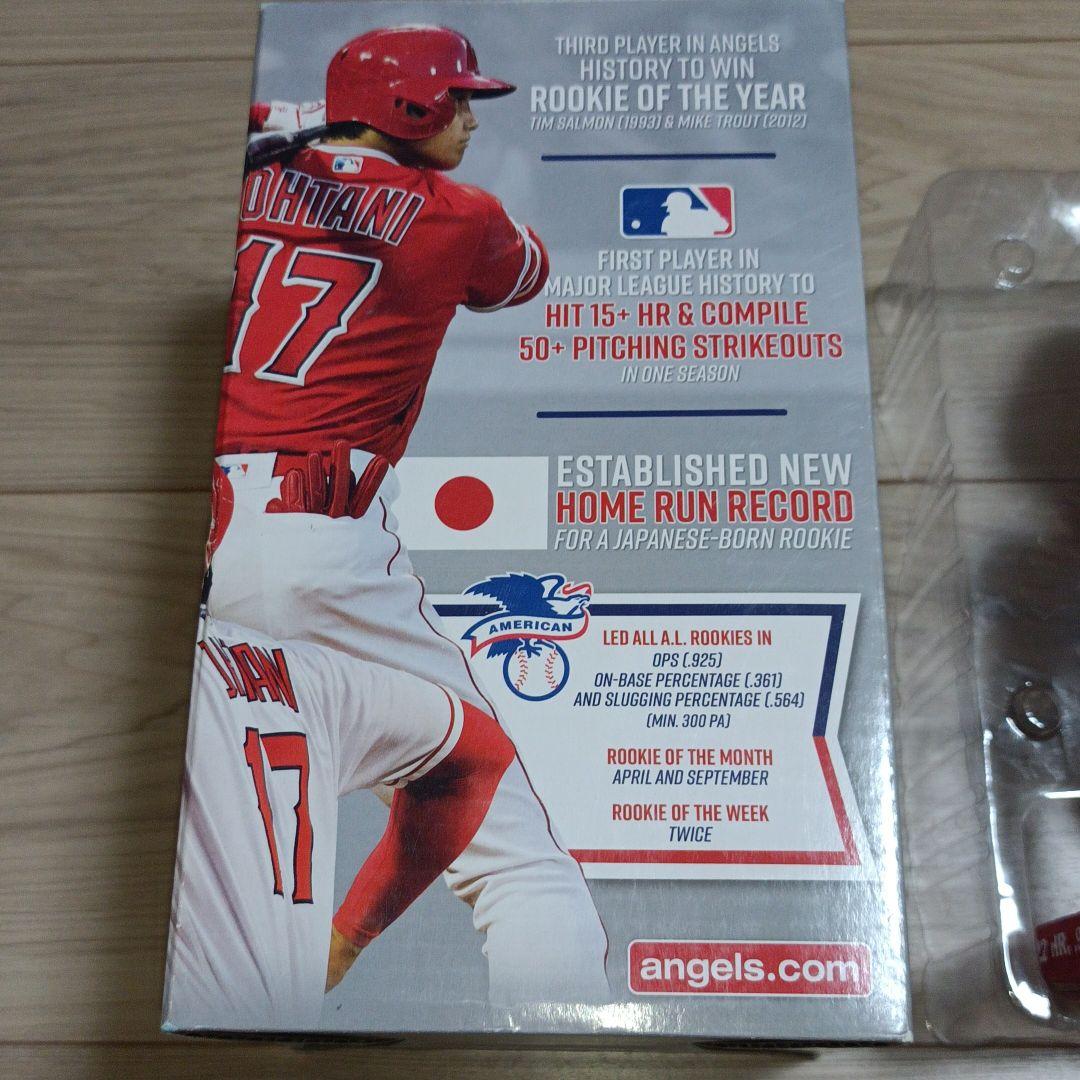 THIRD PLAYER IN ANGELS
HISTORY TO WIN
ROOKIE OF THE YEAR
TIM SALMON (1993) & MIKE TROUT (2012)
FIRST PLAYER IN
MAJOR LEAGUE HISTORY TO
HIT 15+ HR & COMPILE
50+ PITCHING STRIKEOUTS
IN ONE SEASON
ESTABLISHED NEW
HOME RUN RECORD
FOR A JAPANESE-BORN ROOKIE
AMERICAN
LED ALL A.L. ROOKIES IN
OPS (.925)
ON-BASE PERCENTAGE (.361)
AND SLUGGING PERCENTAGE (.564)
(MIN. 300 PA)
ROOKIE OF THE MONTH
APRIL AND SEPTEMBER
ROOKIE OF THE WEEK
TWICE
angels.com
OHTANI
17
17
22 HR